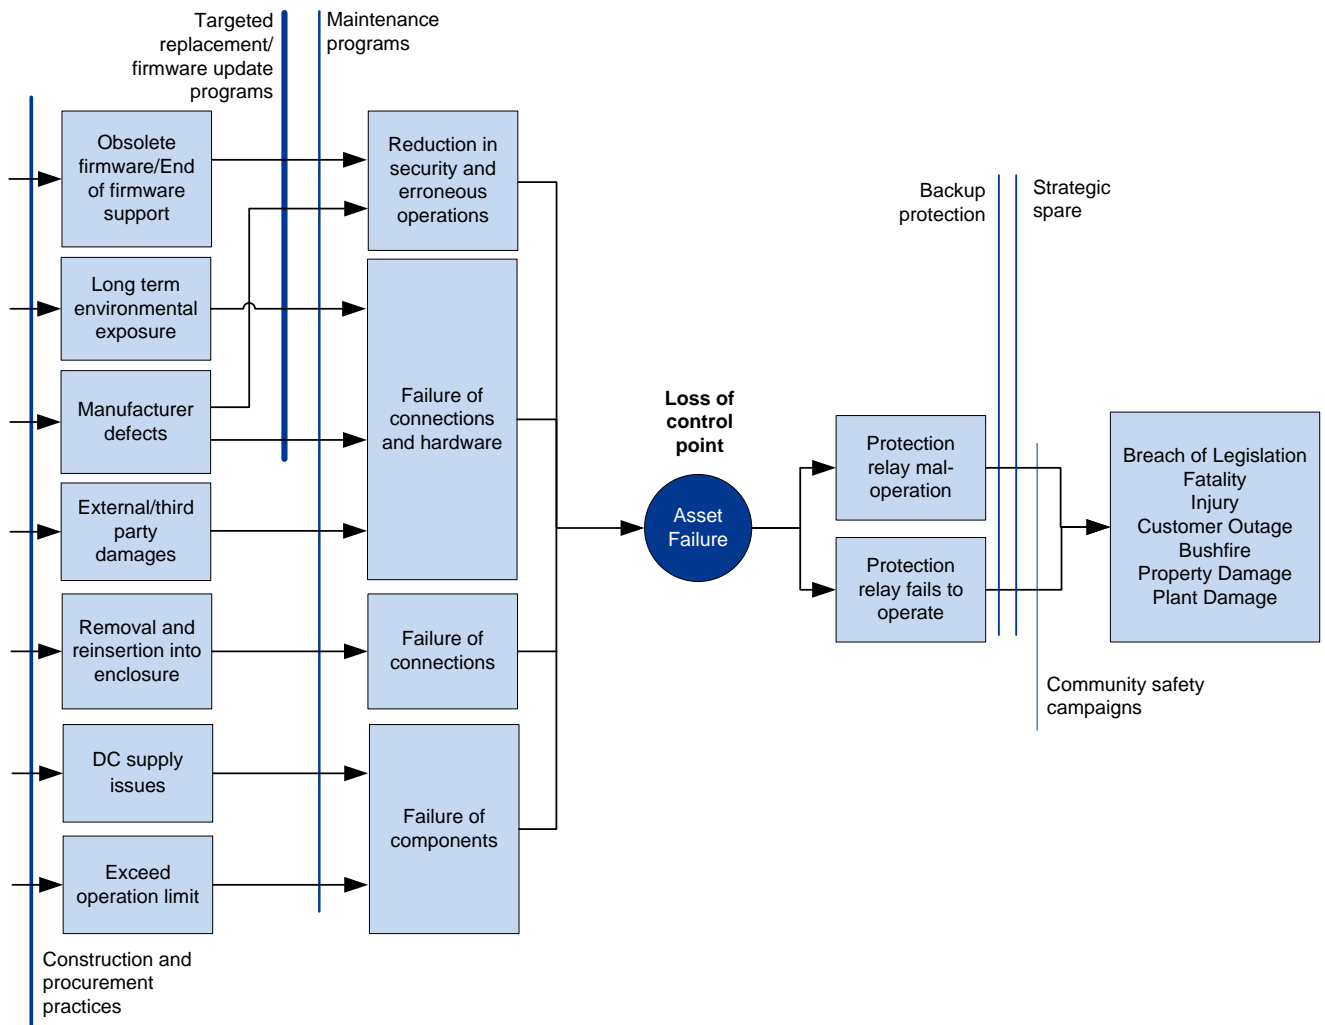 Targeted
replacement/
firmware update
programs
Maintenance
programs
Obsolete
firmware/End
of firmware
support
Long term
environmental
exposure
Manufacturer
defects
External/third
party
damages
Removal and
reinsertion into
enclosure
DC supply
issues
Exceed
operation limit
Construction and
procurement
practices
Reduction in
security and
erroneous
operations
Failure of
connections
and hardware
Failure of
connections
Failure of
components
Loss of
control
point
Asset
Failure
Protection
relay mal-
operation
Protection
relay fails to
operate
Backup
protection
Strategic
spare
Community safety
campaigns
Breach of Legislation
Fatality
Injury
Customer Outage
Bushfire
Property Damage
Plant Damage